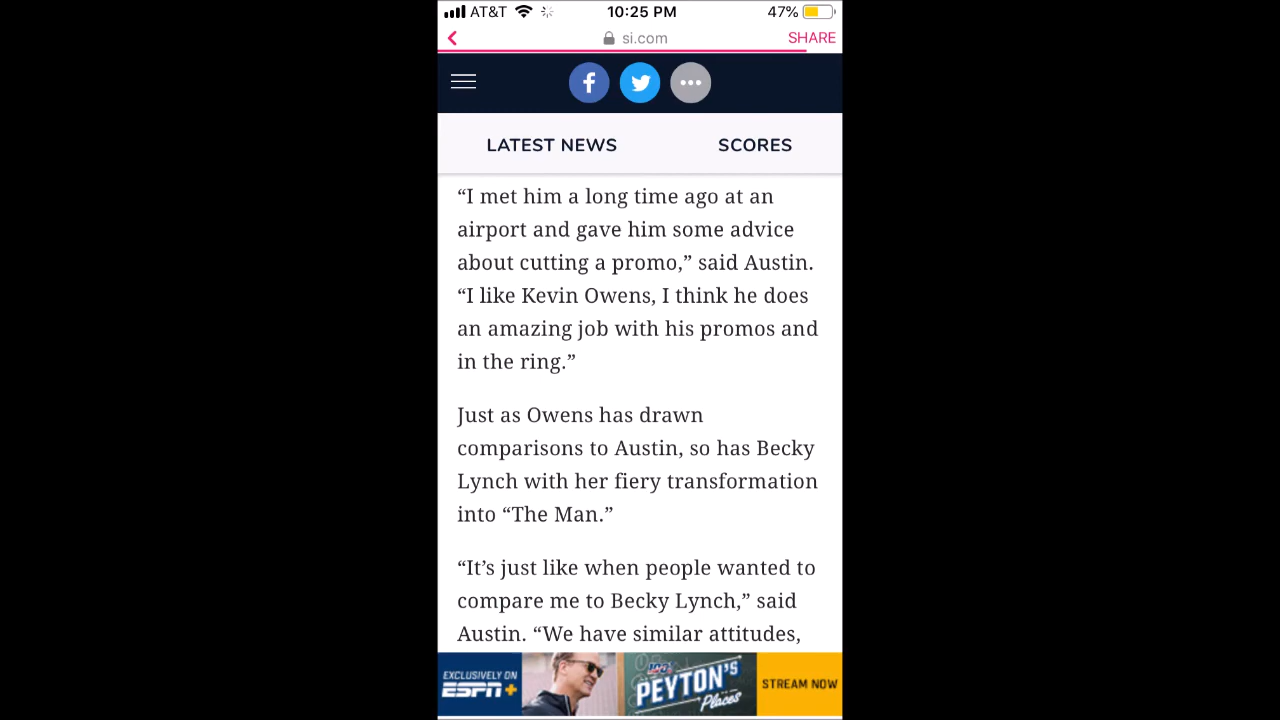 AT&T 10:25 PM 47%
si.com SHARE
LATEST NEWS SCORES
“I met him a long time ago at an
airport and gave him some advice
about cutting a promo,” said Austin.
“I like Kevin Owens, I think he does
an amazing job with his promos and
in the ring.”
Just as Owens has drawn
comparisons to Austin, so has Becky
Lynch with her fiery transformation
into “The Man.”
“It’s just like when people wanted to
compare me to Becky Lynch,” said
Austin. “We have similar attitudes,
EXCLUSIVELY ON
ESPN+
PEYTON'S
Places
STREAM NOW